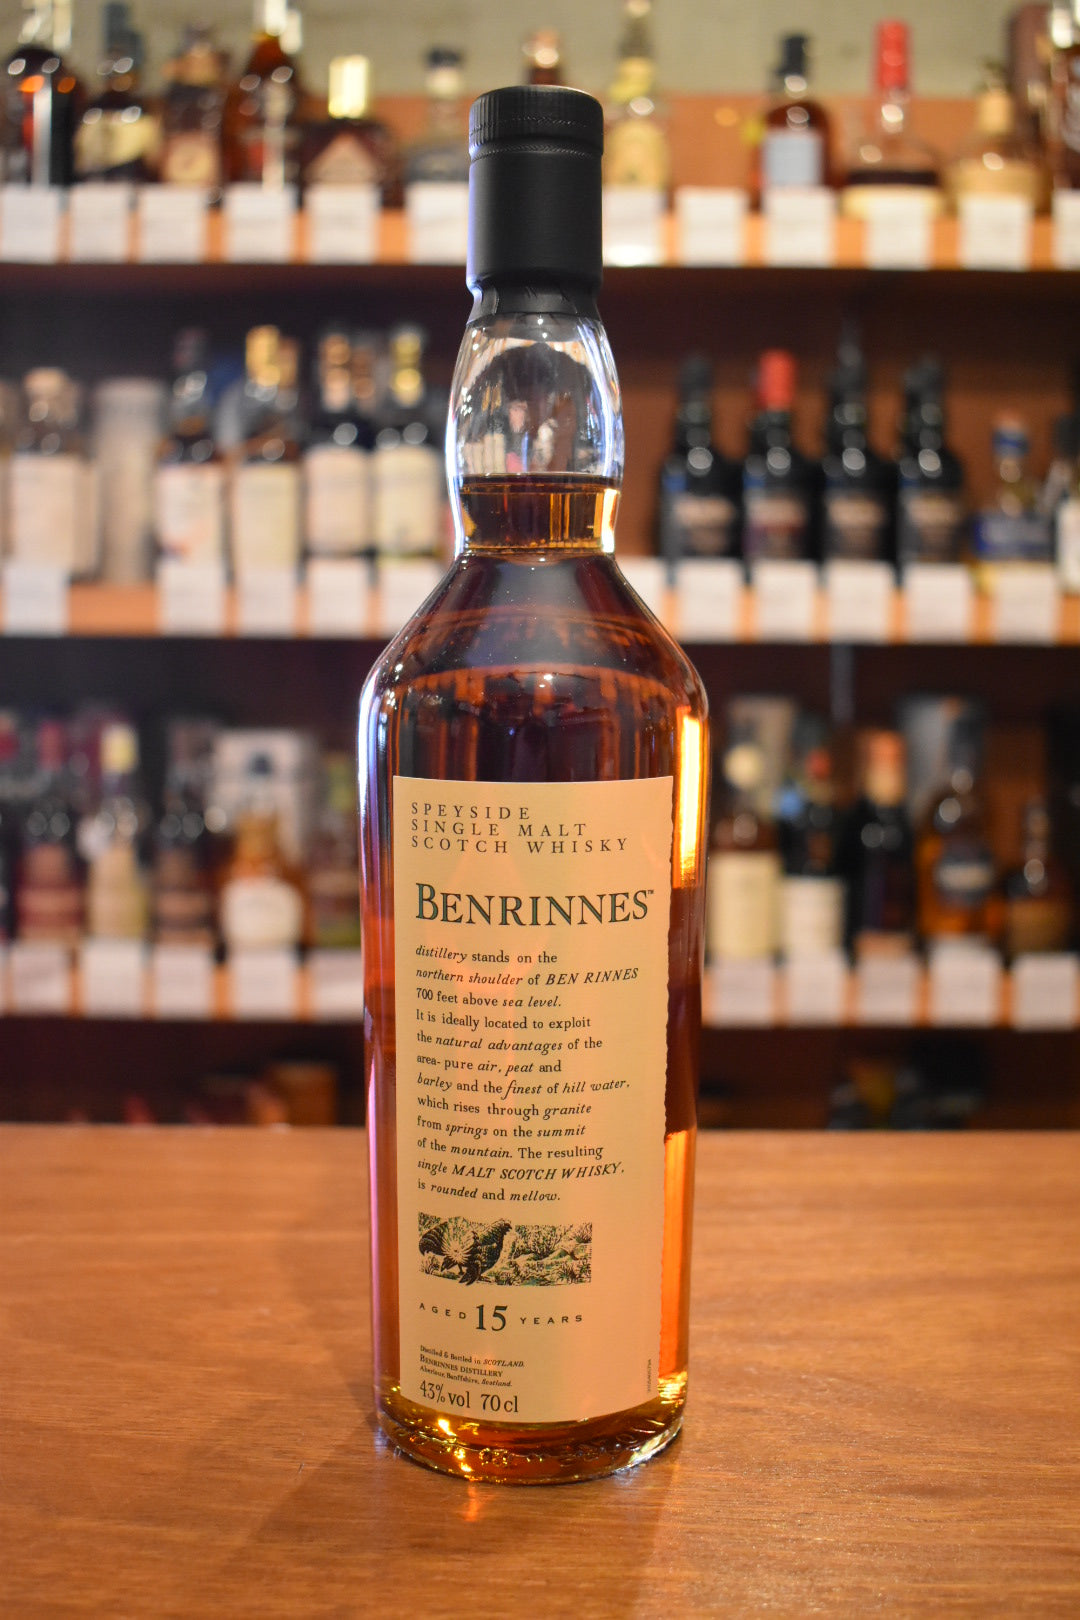 SPEYSIDE
SINGLE MALT
SCOTCH WHISKY
BENRINNES™
distillery stands on the
northern shoulder of BEN RINNES
700 feet above sea level.
It is ideally located to exploit
the natural advantages of the
area- pure air, peat and
barley and the finest of hill water,
which rises through granite
from springs on the summit
of the mountain. The resulting
single MALT SCOTCH WHISKY,
is rounded and mellow.
AGED 15 YEARS
Distilled & Bottled in SCOTLAND.
BENRINNES DISTILLERY
Aberlour, Banffshire, Scotland.
43% vol 70cl